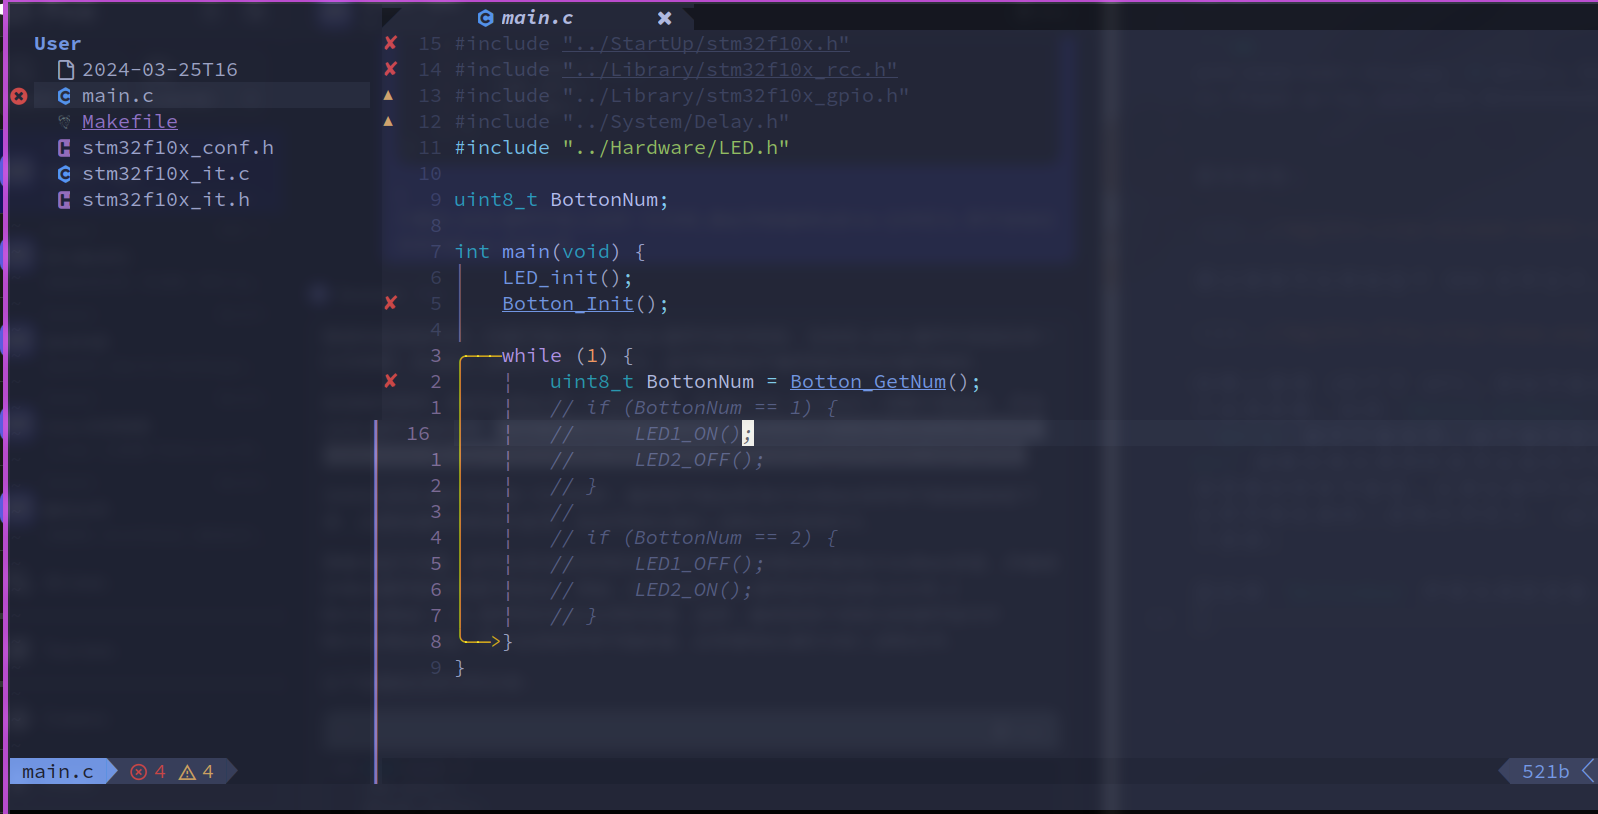 main.c ✖
User
2024-03-25T16
main.c
Makefile
stm32f10x_conf.h
stm32f10x_it.c
stm32f10x_it.h
15 #include "../StartUp/stm32f10x.h"
14 #include "../Library/stm32f10x_rcc.h"
13 #include "../Library/stm32f10x_gpio.h"
12 #include "../System/Delay.h"
11 #include "../Hardware/LED.h"
10
9 uint8_t BottonNum;
8
7 int main(void) {
6 LED_init();
5 Botton_Init();
4
3 while (1) {
2 uint8_t BottonNum = Botton_GetNum();
1 // if (BottonNum == 1) {
16 // LED1_ON();
1 // LED2_OFF();
2 // }
3 //
4 // if (BottonNum == 2) {
5 // LED1_OFF();
6 // LED2_ON();
7 // }
8 }
9 }
main.c 4 4 521b